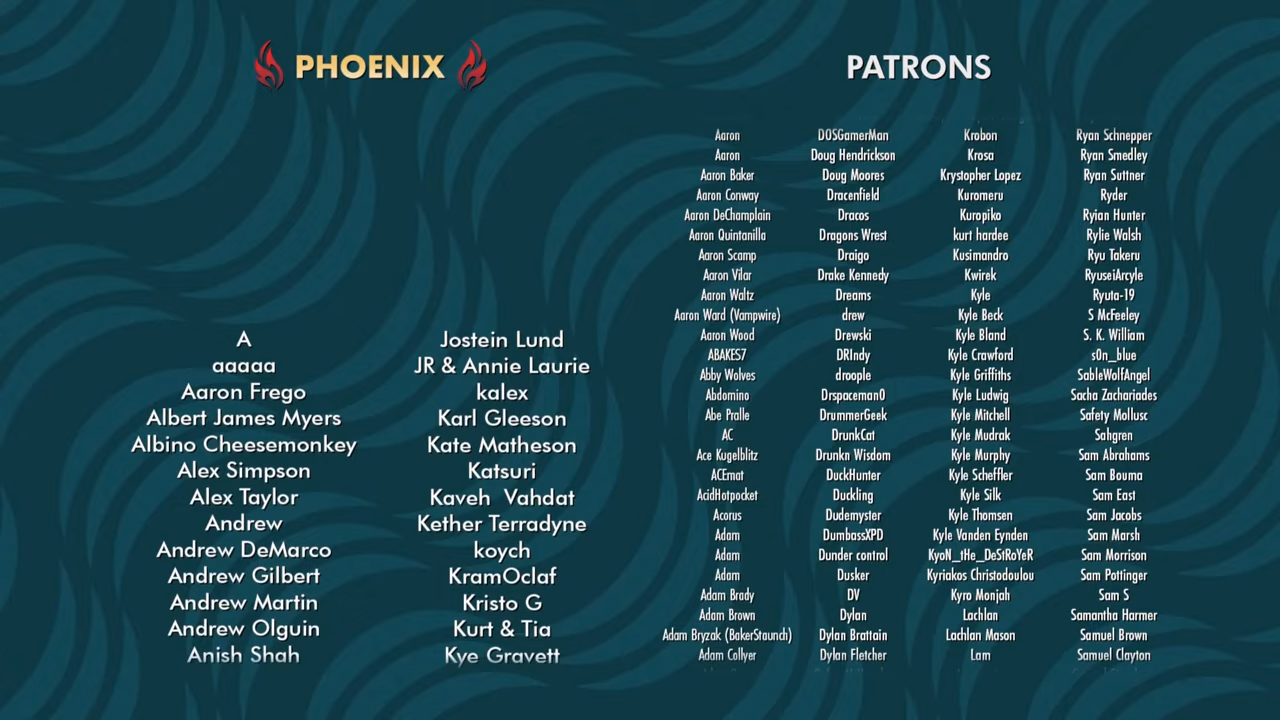 PHOENIX
A
aaaaa
Aaron Frego
Albert James Myers
Albino Cheesemonkey
Alex Simpson
Alex Taylor
Andrew
Andrew DeMarco
Andrew Gilbert
Andrew Martin
Andrew Olguin
Anish Shah
Jostein Lund
JR & Annie Laurie
kalex
Karl Gleeson
Kate Matheson
Katsuri
Kaveh  Vahdat
Kether Terradyne
koych
KramOclaf
Kristo G
Kurt & Tia
Kye Gravett
PATRONS
Aaron
Aaron
Aaron Baker
Aaron Conway
Aaron DeChamplain
Aaron Quintanilla
Aaron Scamp
Aaron Vilar
Aaron Waltz
Aaron Ward (Vampwire)
Aaron Wood
ABAKES7
Abby Wolves
Abdomino
Abe Pralle
AC
Ace Kugelblitz
ACEmat
AcidHotpocket
Acorus
Adam
Adam
Adam
Adam Brady
Adam Brown
Adam Bryzak (BakerStaunch)
Adam Collyer
DOSGamerMan
Doug Hendrickson
Doug Moores
Dracenfield
Dracos
Dragons Wrest
Draigo
Drake Kennedy
Dreams
drew
Drewski
DRIndy
droople
Drspaceman0
DrummerGeek
DrunkCat
Drunkn Wisdom
DuckHunter
Duckling
Dudemyster
DumbassXPD
Dunder control
Dusker
DV
Dylan
Dylan Brattain
Dylan Fletcher
Krobon
Krosa
Krystopher Lopez
Kuromeru
Kuropiko
kurt hardee
Kusimandro
Kwirek
Kyle
Kyle Beck
Kyle Bland
Kyle Crawford
Kyle Griffiths
Kyle Ludwig
Kyle Mitchell
Kyle Mudrak
Kyle Murphy
Kyle Scheffler
Kyle Silk
Kyle Thomsen
Kyle Vanden Eynden
KyoN_tHe_DeStRoYeR
Kyriakos Christodoulou
Kyro Monjah
Lachlan
Lachlan Mason
Lam
Ryan Schnepper
Ryan Smedley
Ryan Suttner
Ryder
Ryian Hunter
Rylie Walsh
Ryu Takeru
RyuseiArcyle
Ryuta-19
S McFeeley
S. K. William
s0n_blue
SableWolfAngel
Sacha Zachariades
Safety Mollusc
Sahgren
Sam Abrahams
Sam Bouma
Sam East
Sam Jacobs
Sam Marsh
Sam Morrison
Sam Pottinger
Sam S
Samantha Harmer
Samuel Brown
Samuel Clayton